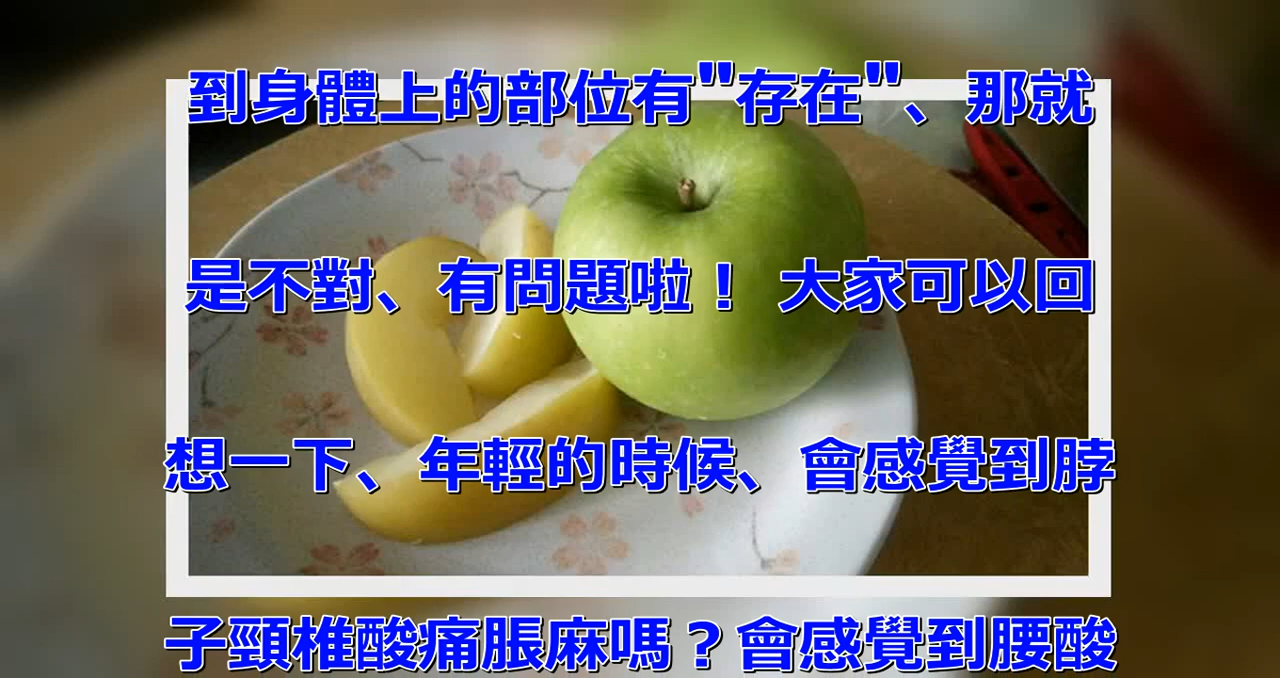 到身體上的部位有"存在"、那就
是不對、有問題啦！ 大家可以回
想一下、年輕的時候、會感覺到脖
子頸椎酸痛脹麻嗎？會感覺到腰酸